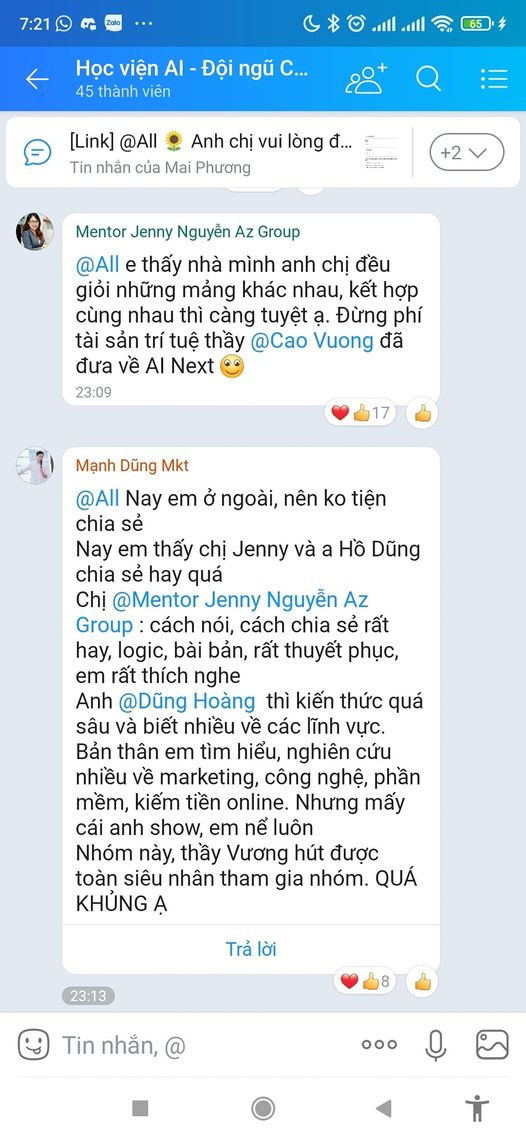 7:21
Zalo
65
Học viện AI - Đội ngũ C...
45 thành viên
[Link] @All 🌻 Anh chị vui lòng đ...
Tin nhắn của Mai Phương
+2
Mentor Jenny Nguyễn Az Group
@All e thấy nhà mình anh chị đều
giỏi những mảng khác nhau, kết hợp
cùng nhau thì càng tuyệt ạ. Đừng phí
tài sản trí tuệ thầy @Cao Vuong đã
đưa về AI Next 🙂
23:09
17
Mạnh Dũng Mkt
@All Nay em ở ngoài, nên ko tiện
chia sẻ
Nay em thấy chị Jenny và a Hồ Dũng
chia sẻ hay quá
Chị @Mentor Jenny Nguyễn Az
Group : cách nói, cách chia sẻ rất
hay, logic, bài bản, rất thuyết phục,
em rất thích nghe
Anh @Dũng Hoàng thì kiến thức quá
sâu và biết nhiều về các lĩnh vực.
Bản thân em tìm hiểu, nghiên cứu
nhiều về marketing, công nghệ, phần
mềm, kiếm tiền online. Nhưng mấy
cái anh show, em nể luôn
Nhóm này, thầy Vương hút được
toàn siêu nhân tham gia nhóm. QUÁ
KHỦNG Ạ
Trả lời
8
23:13
Tin nhắn, @